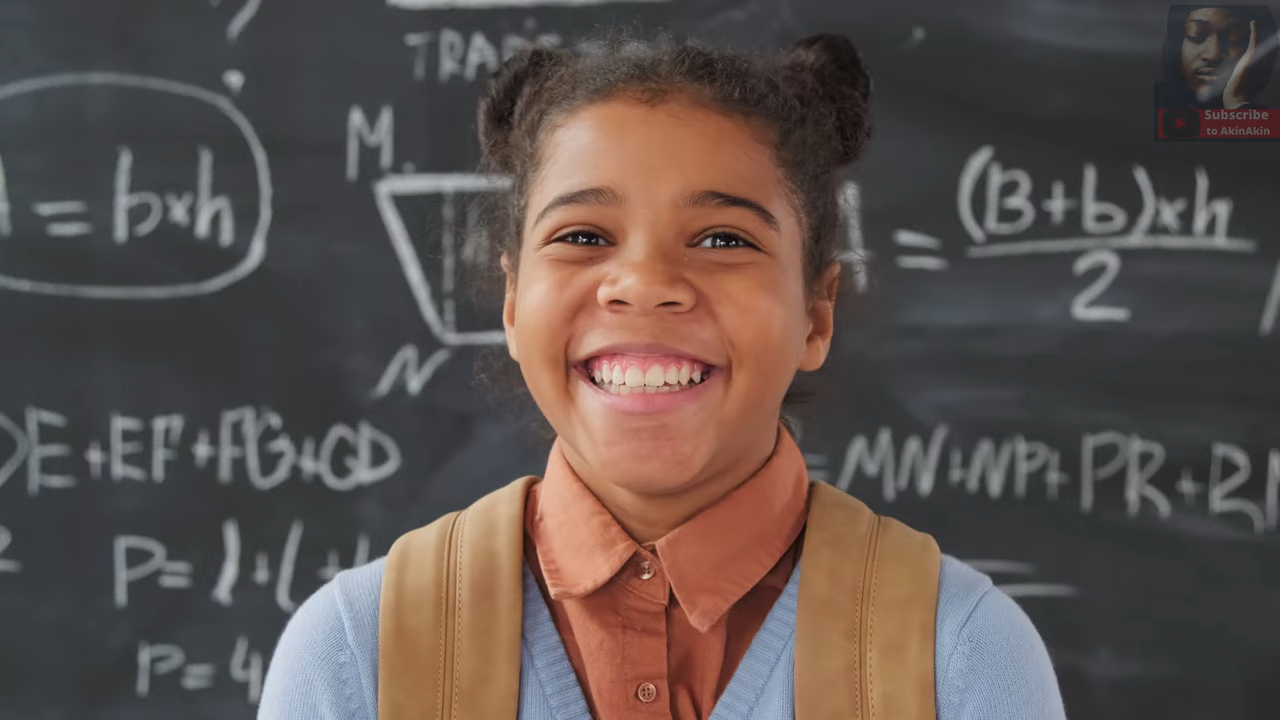 TRAP
M
= b×h
= (B+b)×h
2
N
DE+EF+FG+GD
= MN+NP+PR+
P= l+l+
P= 4
Subscribe
to AkinAkin